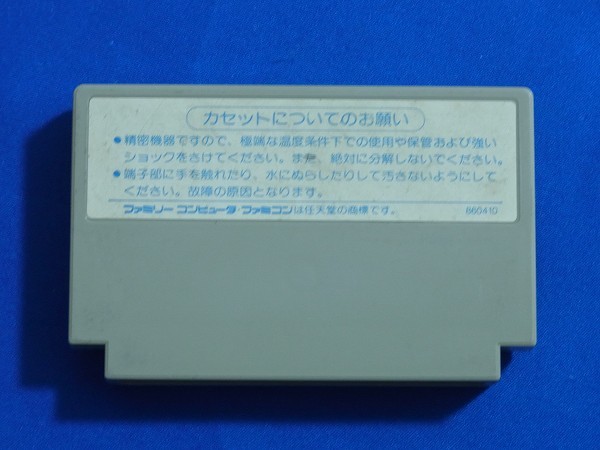 カセットについてのお願い
●精密機器ですので、極端な温度条件下での使用や保管および強い
ショックをさけてください。また、絶対に分解しないでください。
●端子部に手を触れたり、水にぬらしたりして汚さないようにして
ください。故障の原因となります。
ファミリーコンピュータ・ファミコンは任天堂の商標です。 860410